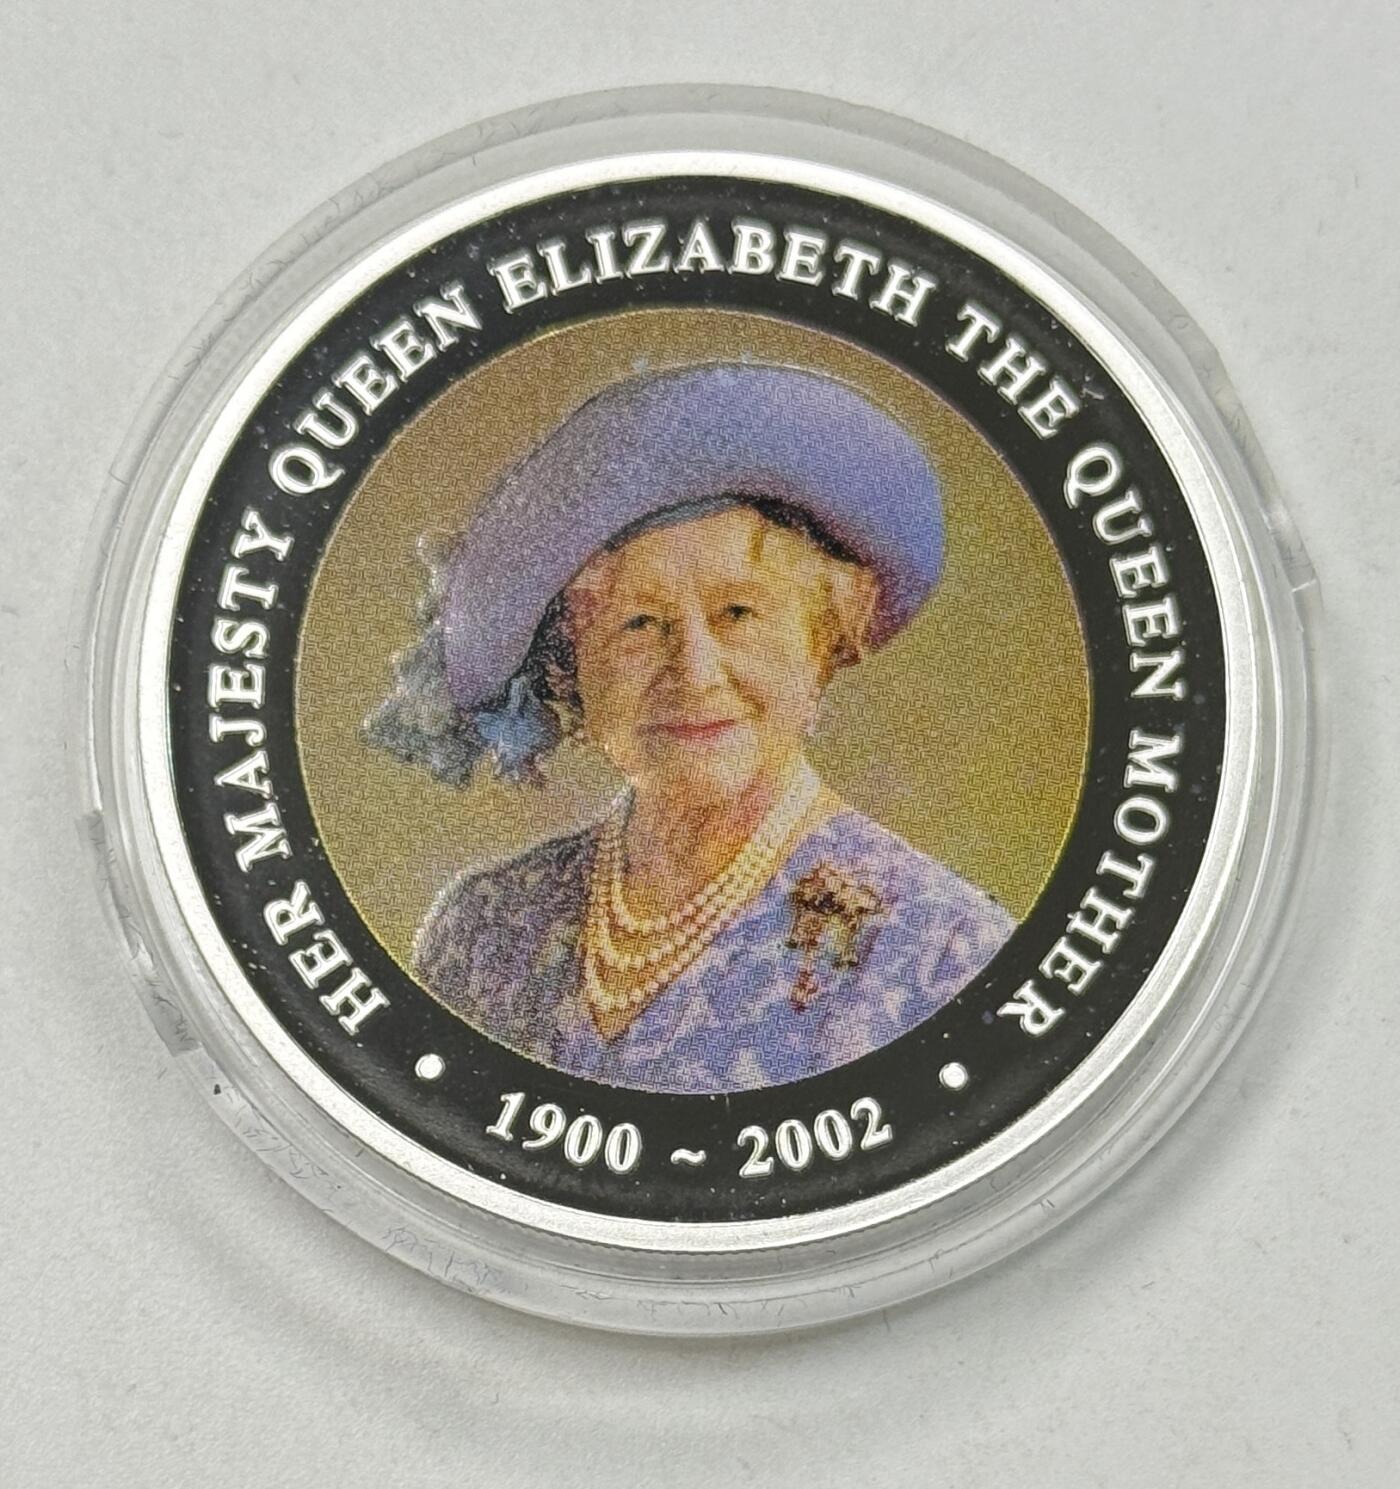 HER MAJESTY QUEEN ELIZABETH THE QUEEN MOTHER
• 1900 ~ 2002 •